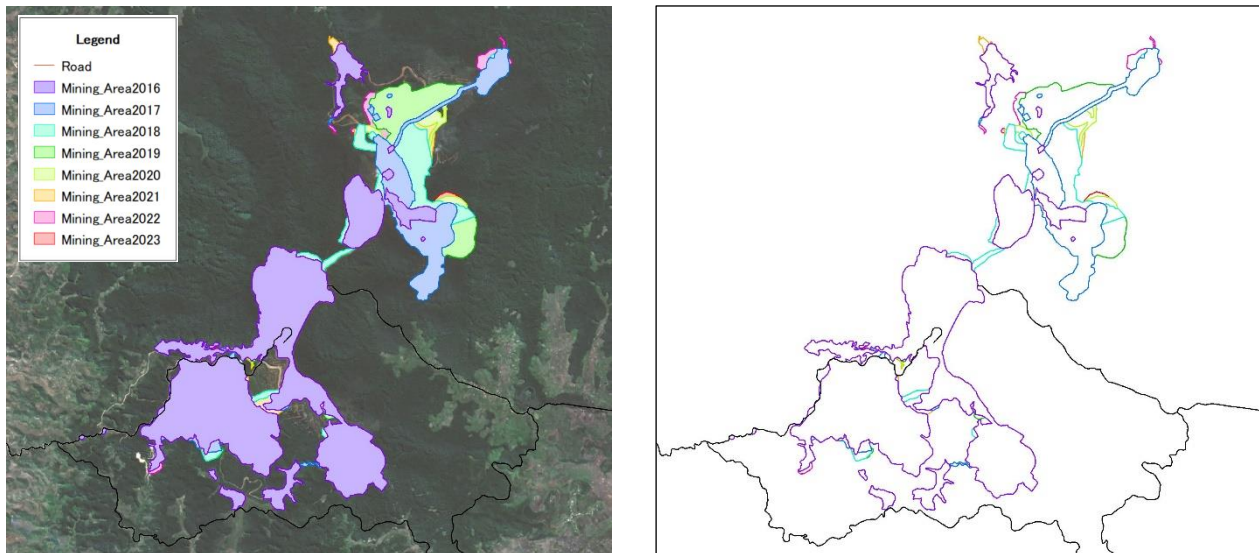 Legend
Road
Mining_Area2016
Mining_Area2017
Mining_Area2018
Mining_Area2019
Mining_Area2020
Mining_Area2021
Mining_Area2022
Mining_Area2023